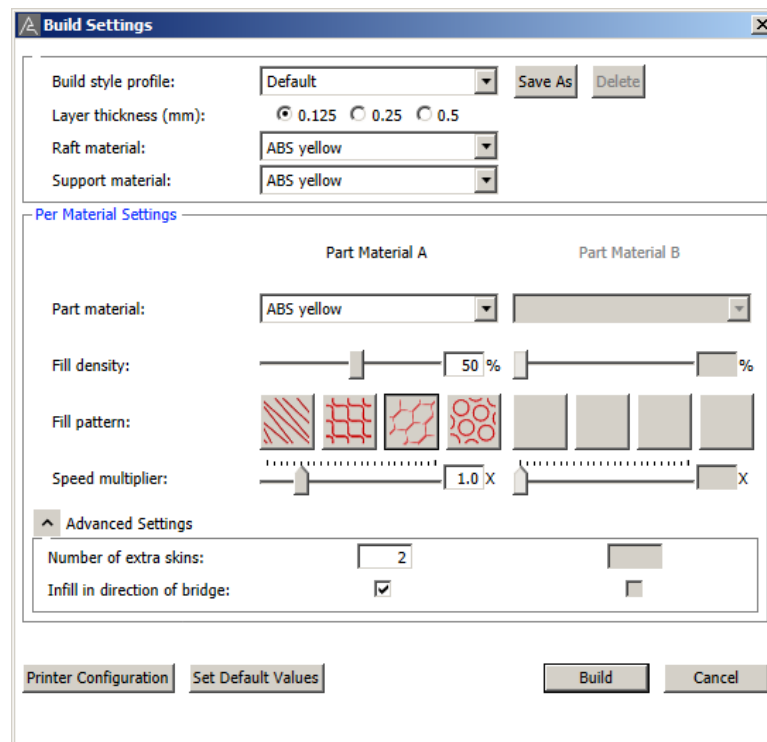 Build Settings
Build style profile: Default Save As Delete
Layer thickness (mm): 0.125 0.25 0.5
Raft material: ABS yellow
Support material: ABS yellow
Per Material Settings
Part Material A Part Material B
Part material: ABS yellow
Fill density: 50 % %
Fill pattern:
Speed multiplier: 1.0 X X
Advanced Settings
Number of extra skins: 2
Infill in direction of bridge:
Printer Configuration Set Default Values Build Cancel